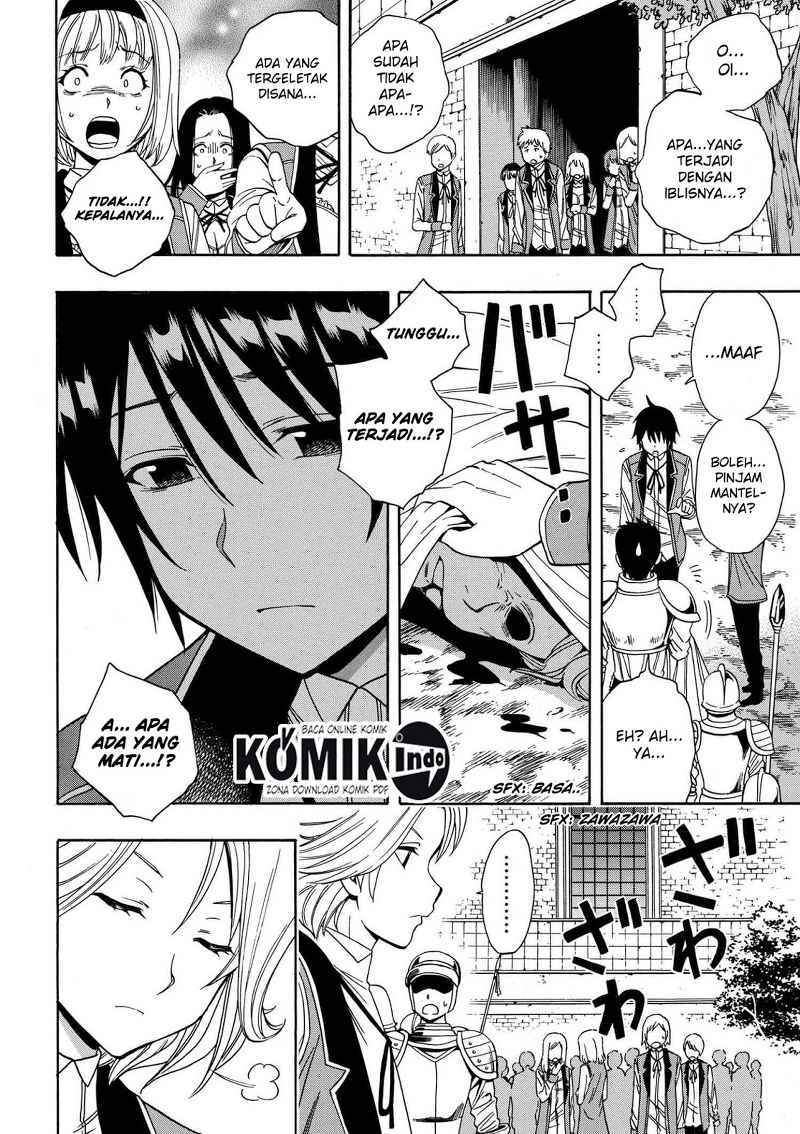 O...
OI...
APA...YANG
TERJADI
DENGAN
IBLISNYA...?
APA
SUDAH
TIDAK
APA-
APA...!?
ADA YANG
TERGELETAK
DISANA...
TIDAK...!!
KEPALANYA...
...MAAF
BOLEH...
PINJAM
MANTEL-
NYA?
EH? AH...
YA...
バサ
SFX: BASA..
TUNGGU...
APA YANG
TERJADI...!?
A... APA
ADA YANG
MATI...!?
BACA ONLINE KOMIK
KOMIK Indo
ZONA DOWNLOAD KOMIK PDF
SFX: ZAWAZAWA
ざわ
ざわ